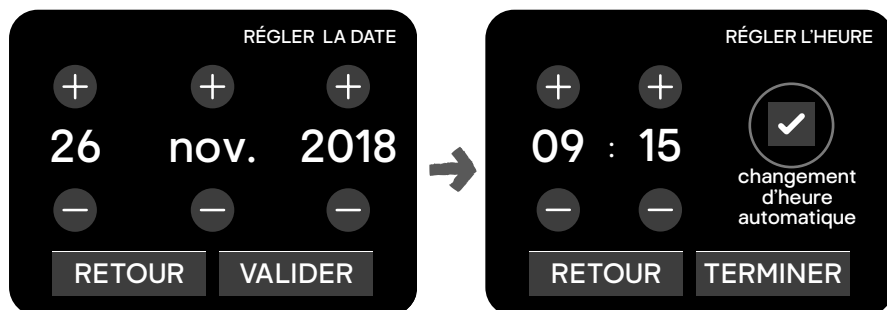 RÉGLER LA DATE
26 nov. 2018
RETOUR VALIDER
RÉGLER L'HEURE
09 : 15
changement
d'heure
automatique
RETOUR TERMINER